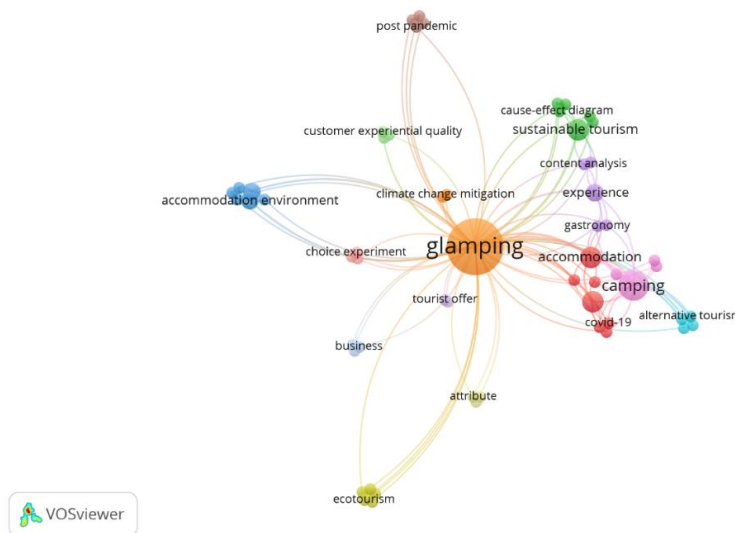 post pandemic
cause-effect diagram
customer experiential quality
sustainable tourism
content analysis
climate change mitigation
experience
accommodation environment
gastronomy
glamping
choice experiment
accommodation
camping
tourist offer
alternative tourism
covid-19
business
attribute
ecotourism
VOSviewer